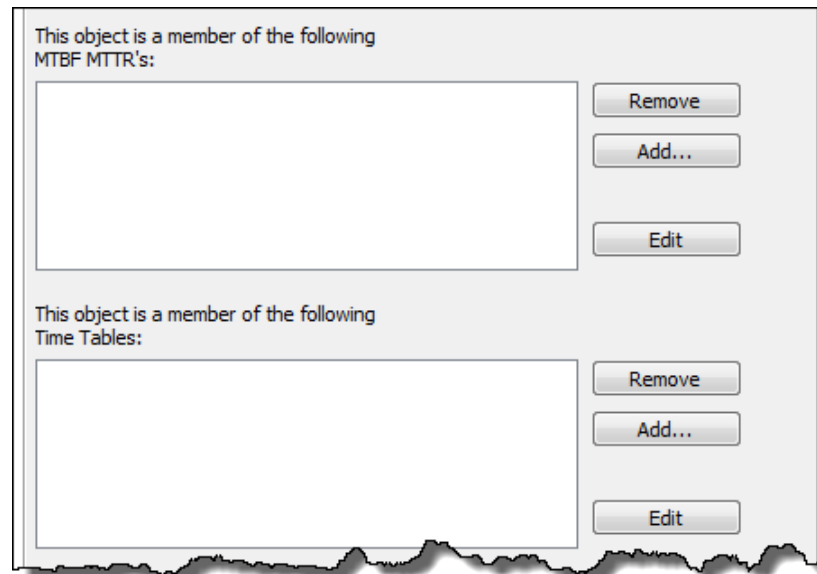 This object is a member of the following
MTBF MTTR's:
Remove
Add...
Edit
This object is a member of the following
Time Tables:
Remove
Add...
Edit